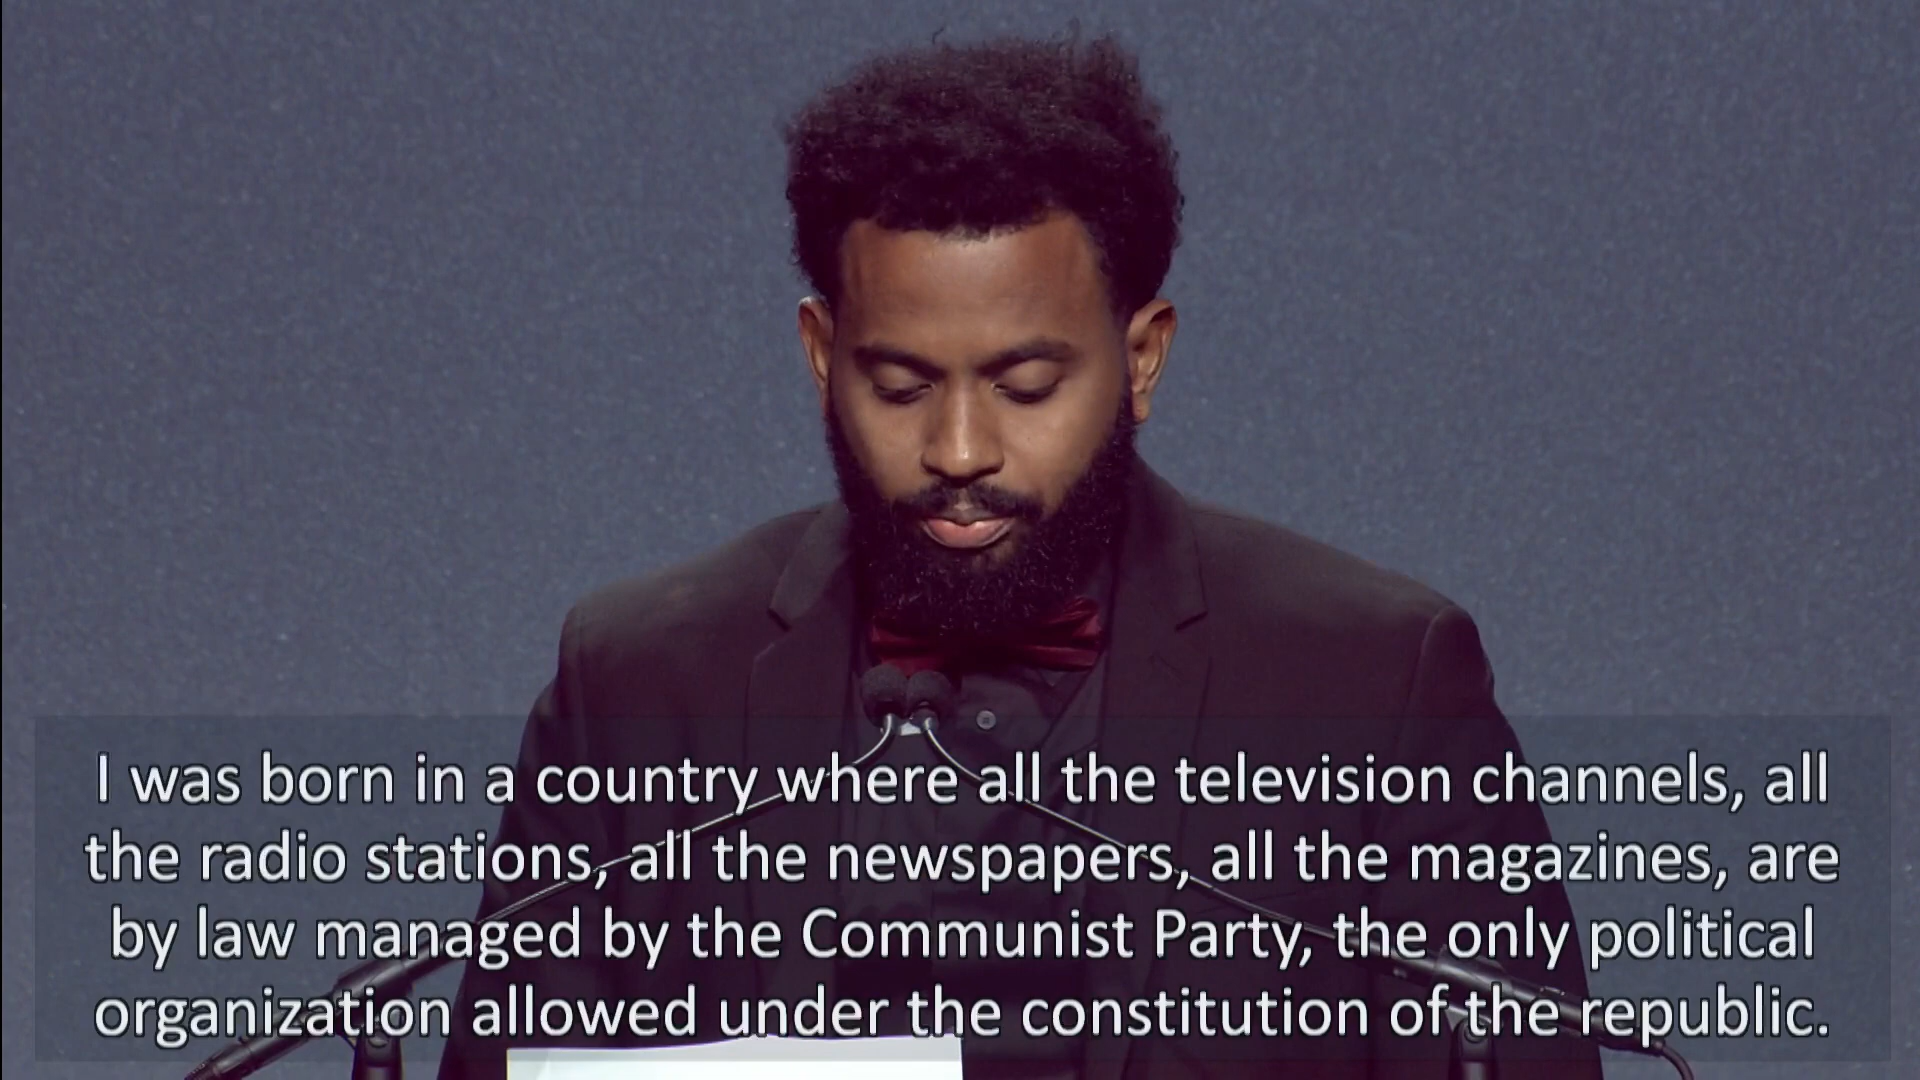 I was born in a country where all the television channels, all
the radio stations, all the newspapers, all the magazines, are
by law managed by the Communist Party, the only political
organization allowed under the constitution of the republic.